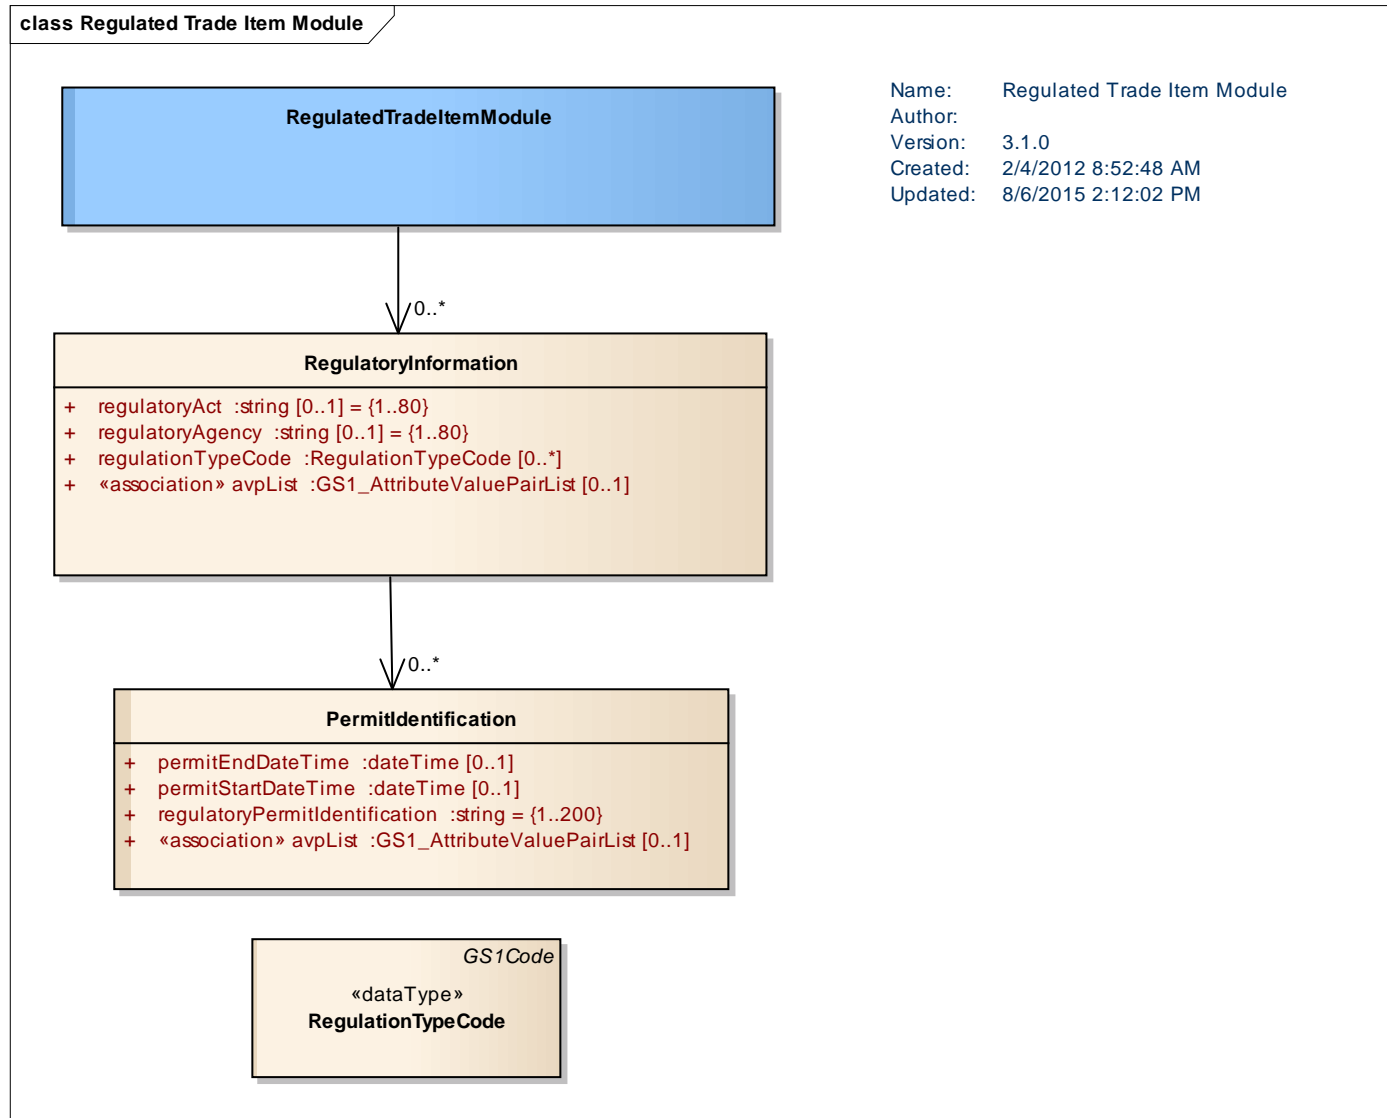 class Regulated Trade Item Module
RegulatedTradeItemModule
Name: Regulated Trade Item Module
Author:
Version: 3.1.0
Created: 2/4/2012 8:52:48 AM
Updated: 8/6/2015 2:12:02 PM
0..*
RegulatoryInformation
+ regulatoryAct :string [0..1] = {1..80}
+ regulatoryAgency :string [0..1] = {1..80}
+ regulationTypeCode :RegulationTypeCode [0..*]
+ «association» avpList :GS1_AttributeValuePairList [0..1]
0..*
PermitIdentification
+ permitEndDateTime :dateTime [0..1]
+ permitStartDateTime :dateTime [0..1]
+ regulatoryPermitIdentification :string = {1..200}
+ «association» avpList :GS1_AttributeValuePairList [0..1]
GS1Code
«dataType»
RegulationTypeCode